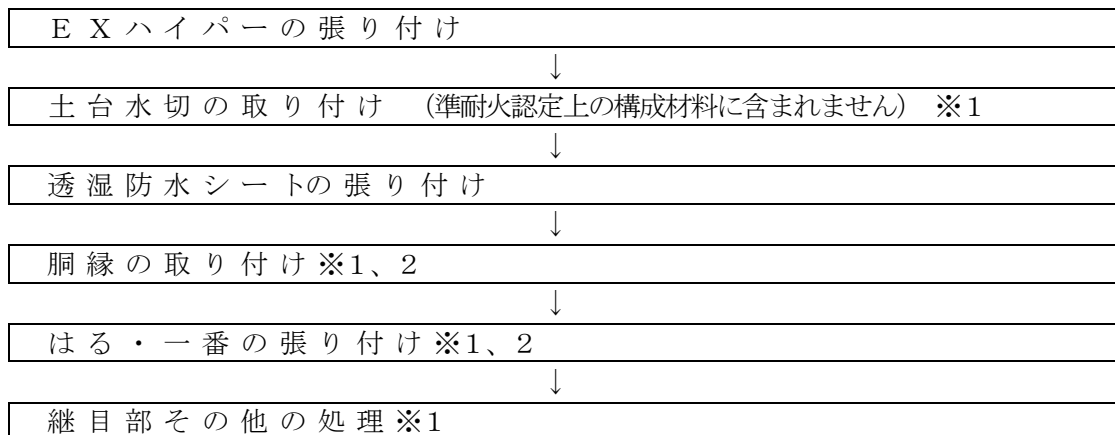 ＥＸハイパーの張り付け
↓
土台水切の取り付け （準耐火認定上の構成材料に含まれません） ※１
↓
透湿防水シートの張り付け
↓
胴縁の取り付け※１、２
↓
はる・一番の張り付け※１、２
↓
継目部その他の処理※１